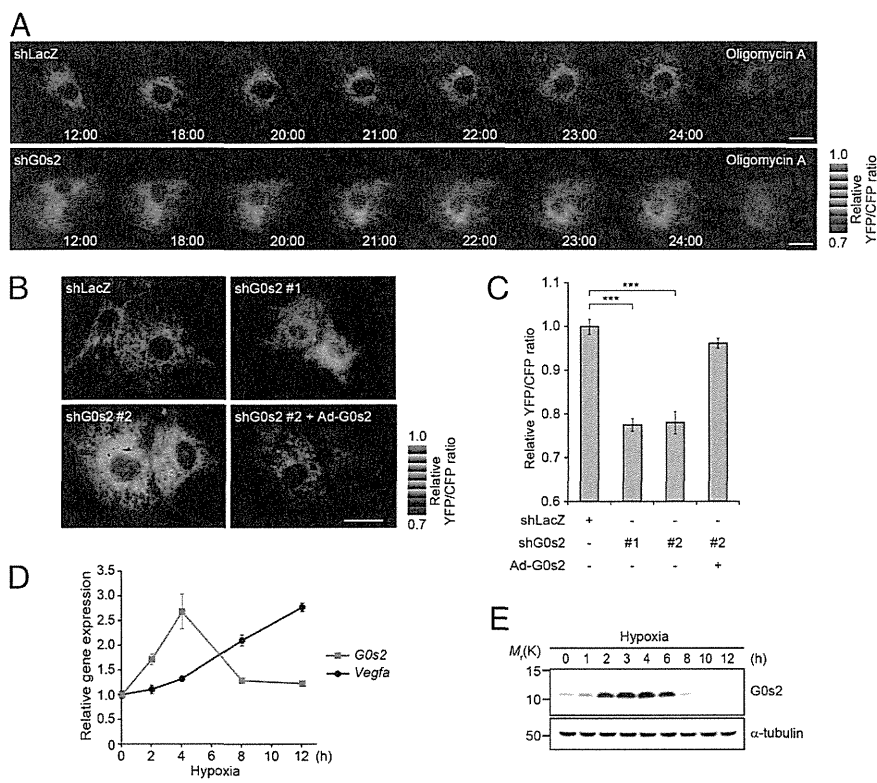 A
shLacZ
Oligomycin A
12:00 18:00 20:00 21:00 22:00 23:00 24:00
shG0s2
Oligomycin A
12:00 18:00 20:00 21:00 22:00 23:00 24:00
1.0
Relative
YFP/CFP ratio
0.7
B
shLacZ
shG0s2 #1
shG0s2 #2
shG0s2 #2 + Ad-G0s2
1.0
Relative
YFP/CFP ratio
0.7
C
Relative YFP/CFP ratio
1.1
1.0
0.9
0.8
0.7
0.6
***
***
shLacZ + - - -
shG0s2 - #1 #2 #2
Ad-G0s2 - - - +
D
Relative gene expression
3.5
3.0
2.5
2.0
1.5
1.0
0.5
0
0 2 4 6 8 10 12 (h)
Hypoxia
G0s2
Vegfa
E
Hypoxia
Mr(K) 0 1 2 3 4 6 8 10 12 (h)
15
10
G0s2
50
α-tubulin